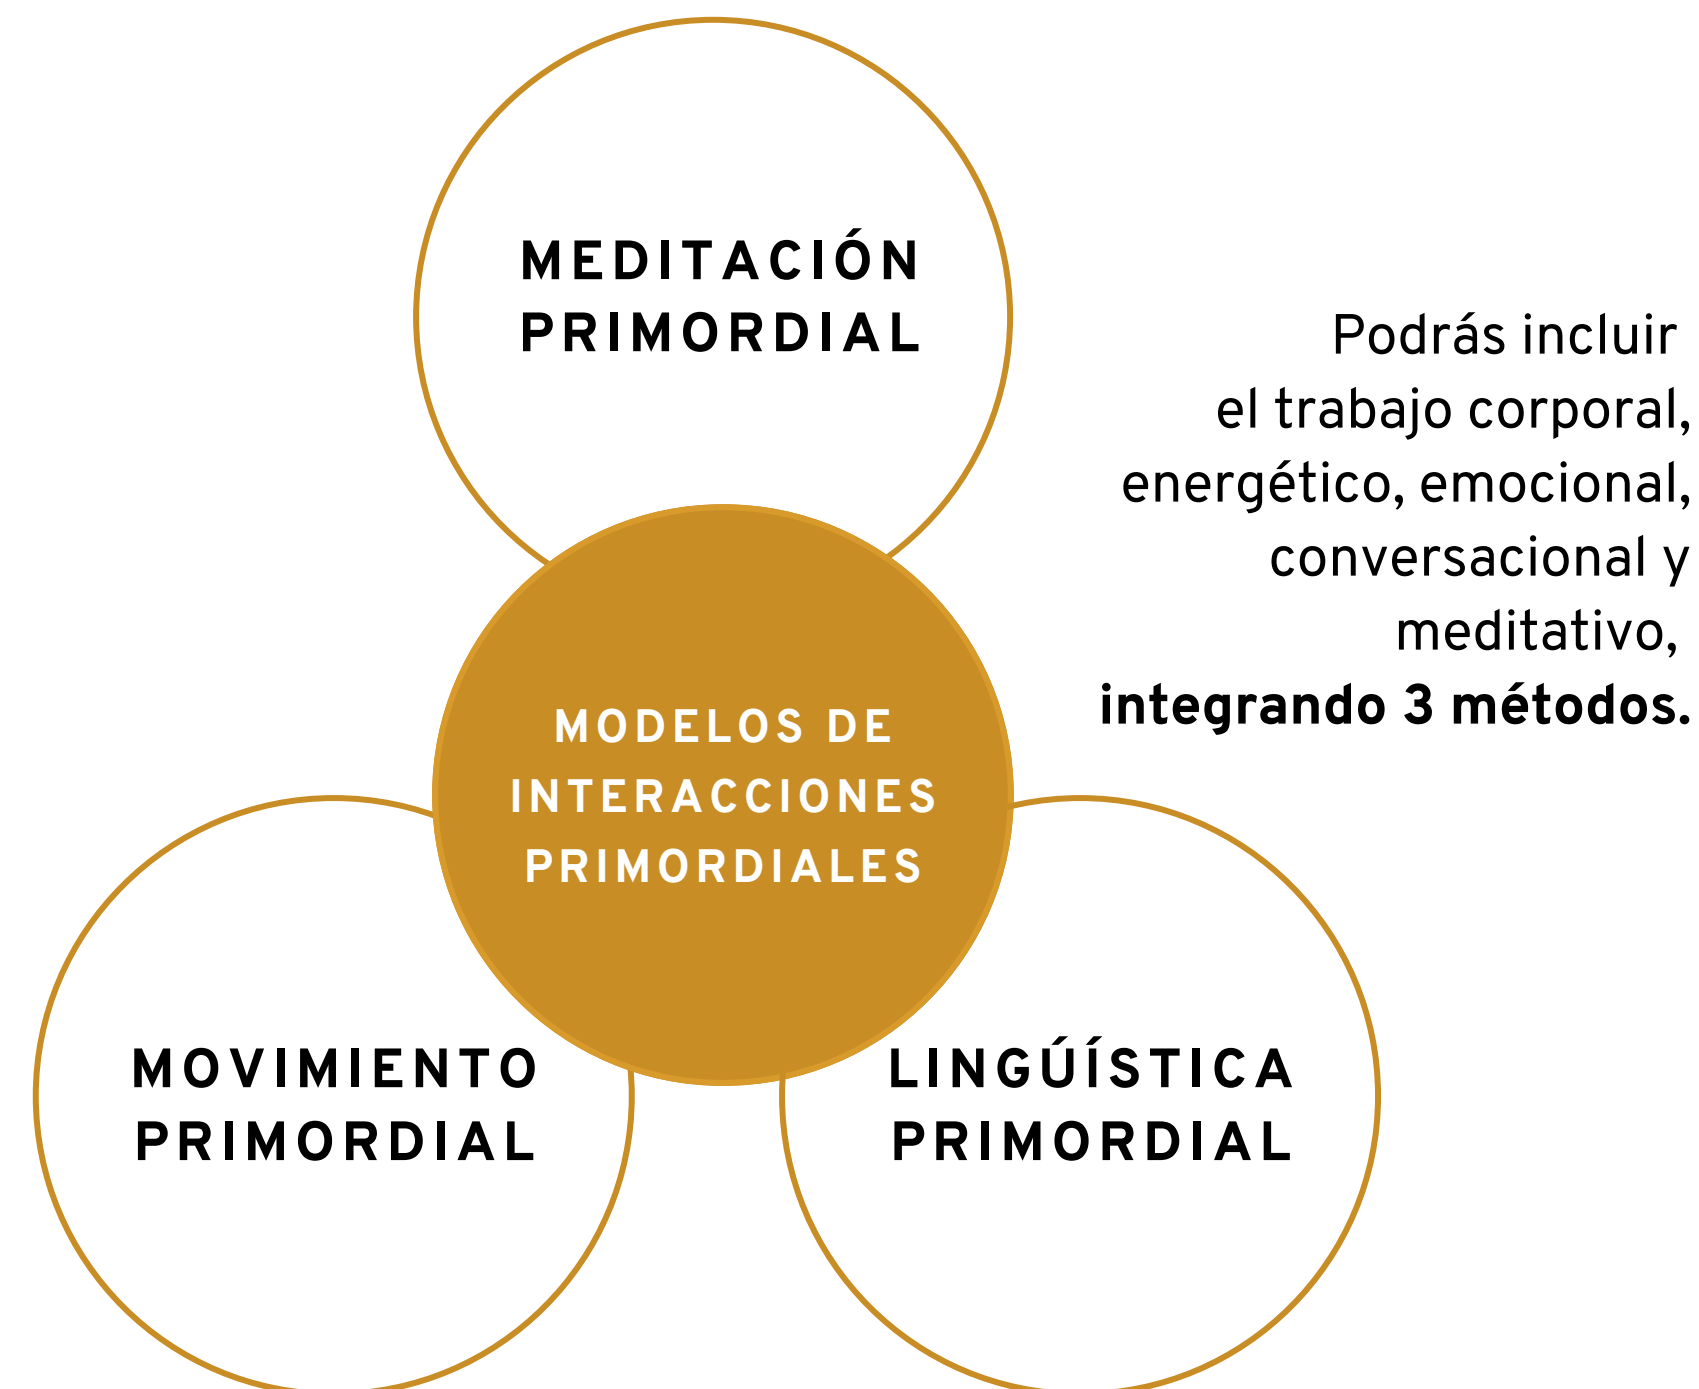 MEDITACIÓN
PRIMORDIAL
Podrás incluir
el trabajo corporal,
energético, emocional,
conversacional y
meditativo,
integrando 3 métodos.
MODELOS DE
INTERACCIONES
PRIMORDIALES
MOVIMIENTO
PRIMORDIAL
LINGÚÍSTICA
PRIMORDIAL